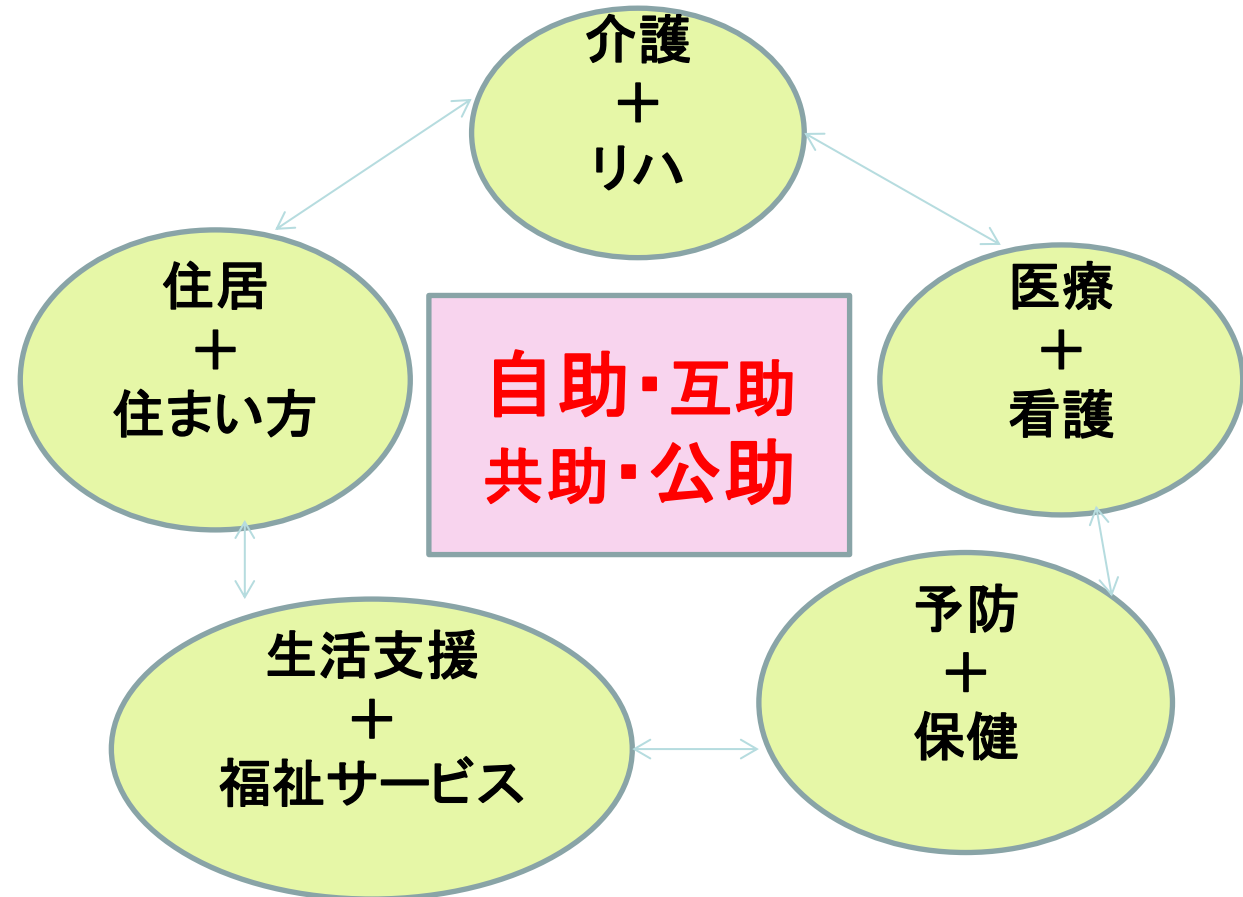 介護
＋
リハ
住居
＋
住まい方
医療
＋
看護
自助・互助
共助・公助
生活支援
＋
福祉サービス
予防
＋
保健